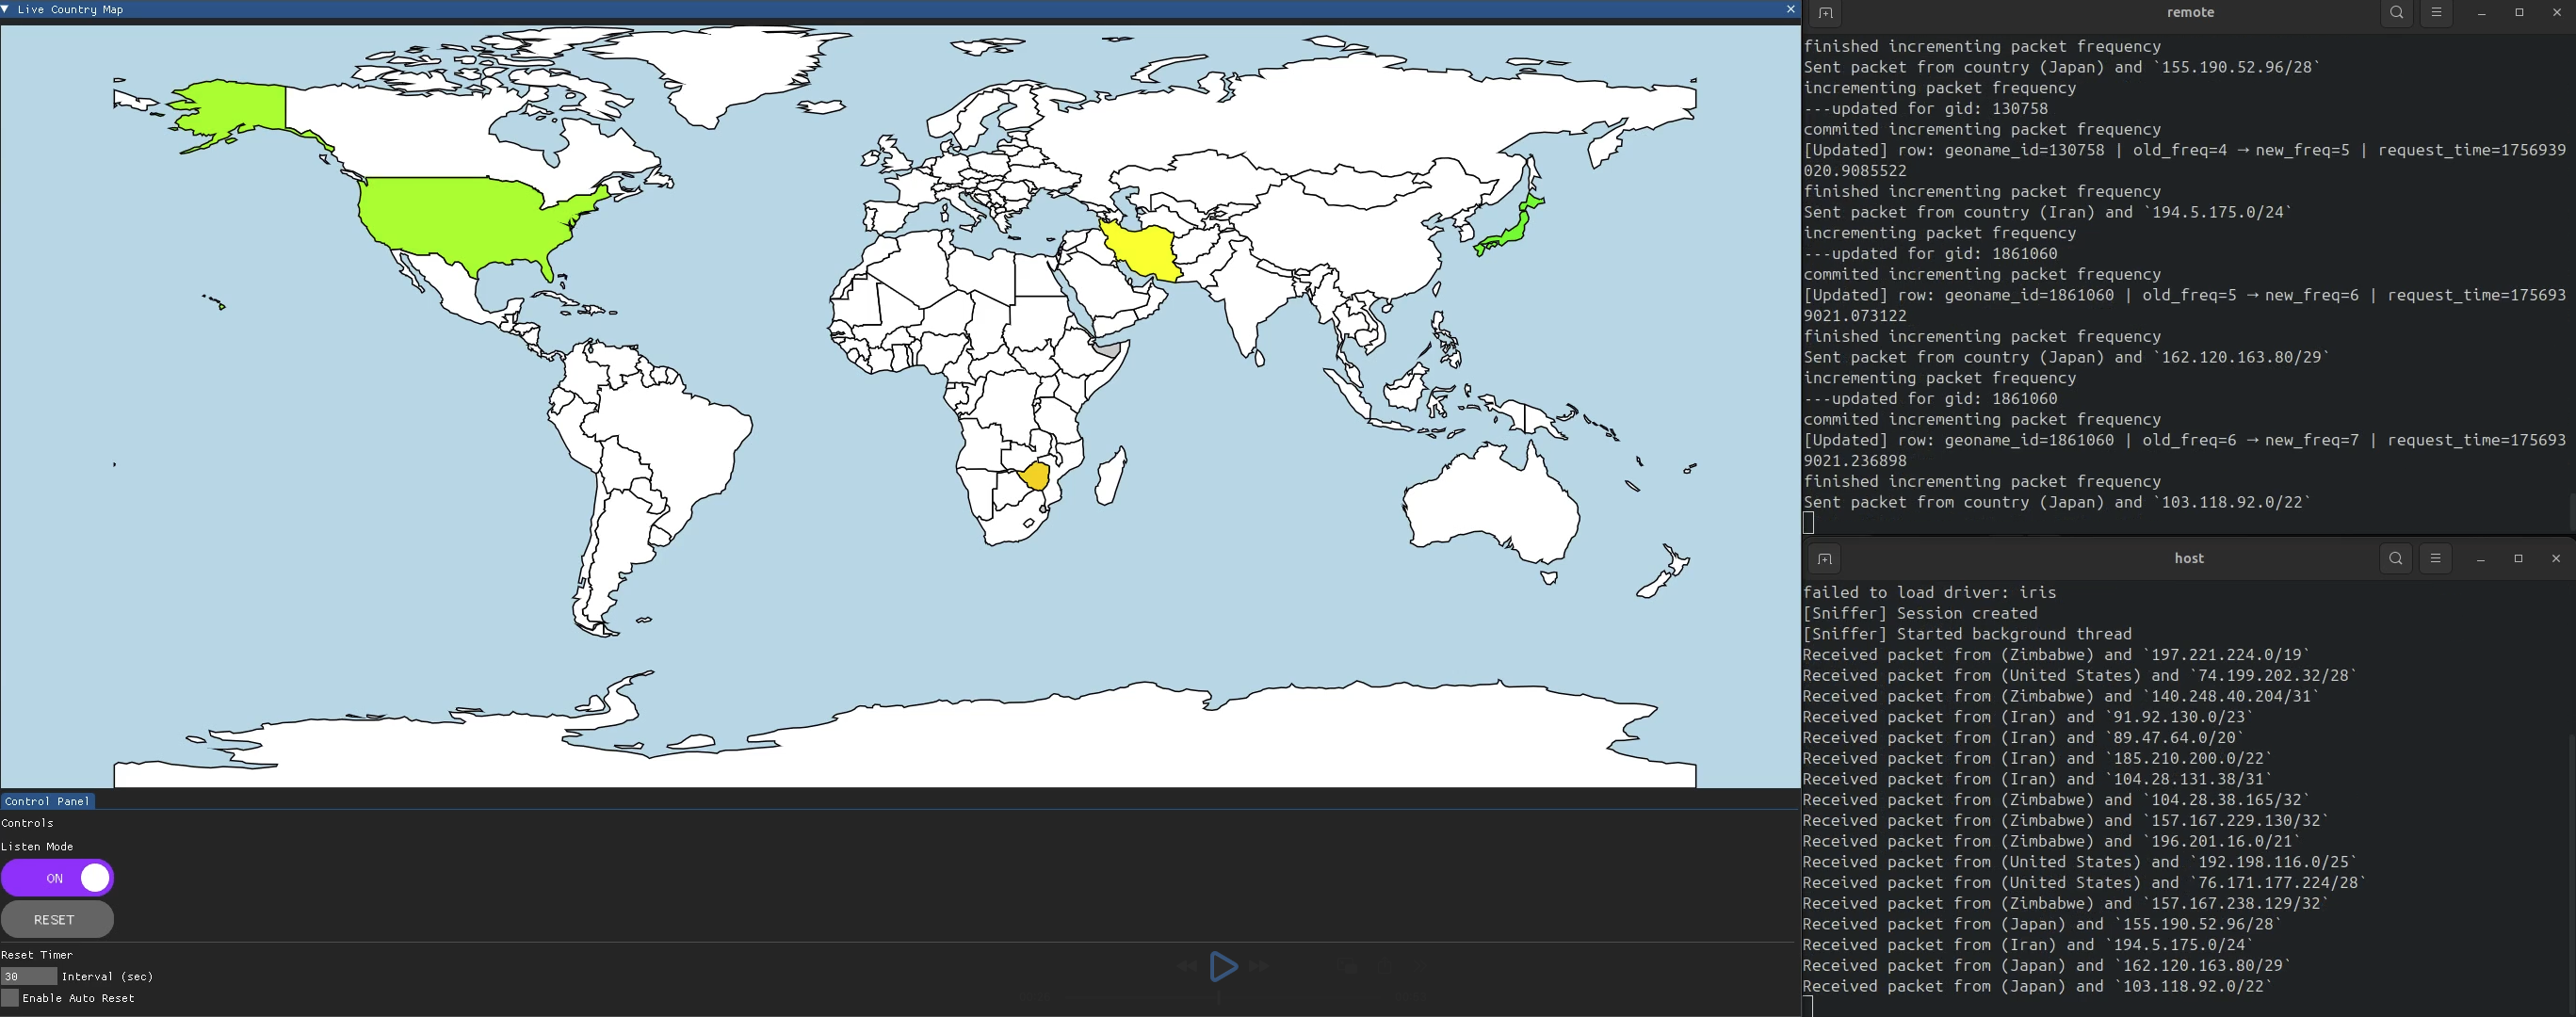 Live Country Map
Control Panel
Controls
Listen Mode
ON
RESET
Reset Timer
30 Interval (sec)
Enable Auto Reset
remote
finished incrementing packet frequency
Sent packet from country (Japan) and `155.190.52.96/28`
incrementing packet frequency
---updated for gid: 130758
commited incrementing packet frequency
[Updated] row: geoname_id=130758 | old_freq=4 → new_freq=5 | request_time=1756939
020.9085522
finished incrementing packet frequency
Sent packet from country (Iran) and `194.5.175.0/24`
incrementing packet frequency
---updated for gid: 1861060
commited incrementing packet frequency
[Updated] row: geoname_id=1861060 | old_freq=5 → new_freq=6 | request_time=175693
9021.073122
finished incrementing packet frequency
Sent packet from country (Japan) and `162.120.163.80/29`
incrementing packet frequency
---updated for gid: 1861060
commited incrementing packet frequency
[Updated] row: geoname_id=1861060 | old_freq=6 → new_freq=7 | request_time=175693
9021.236898
finished incrementing packet frequency
Sent packet from country (Japan) and `103.118.92.0/22`
host
failed to load driver: iris
[Sniffer] Session created
[Sniffer] Started background thread
Received packet from (Zimbabwe) and `197.221.224.0/19`
Received packet from (United States) and `74.199.202.32/28`
Received packet from (Zimbabwe) and `140.248.40.204/31`
Received packet from (Iran) and `91.92.130.0/23`
Received packet from (Iran) and `89.47.64.0/20`
Received packet from (Iran) and `185.210.200.0/22`
Received packet from (Iran) and `104.28.131.38/31`
Received packet from (Zimbabwe) and `104.28.38.165/32`
Received packet from (Zimbabwe) and `157.167.229.130/32`
Received packet from (Zimbabwe) and `196.201.16.0/21`
Received packet from (United States) and `192.198.116.0/25`
Received packet from (United States) and `76.171.177.224/28`
Received packet from (Zimbabwe) and `157.167.238.129/32`
Received packet from (Japan) and `155.190.52.96/28`
Received packet from (Iran) and `194.5.175.0/24`
Received packet from (Japan) and `162.120.163.80/29`
Received packet from (Japan) and `103.118.92.0/22`